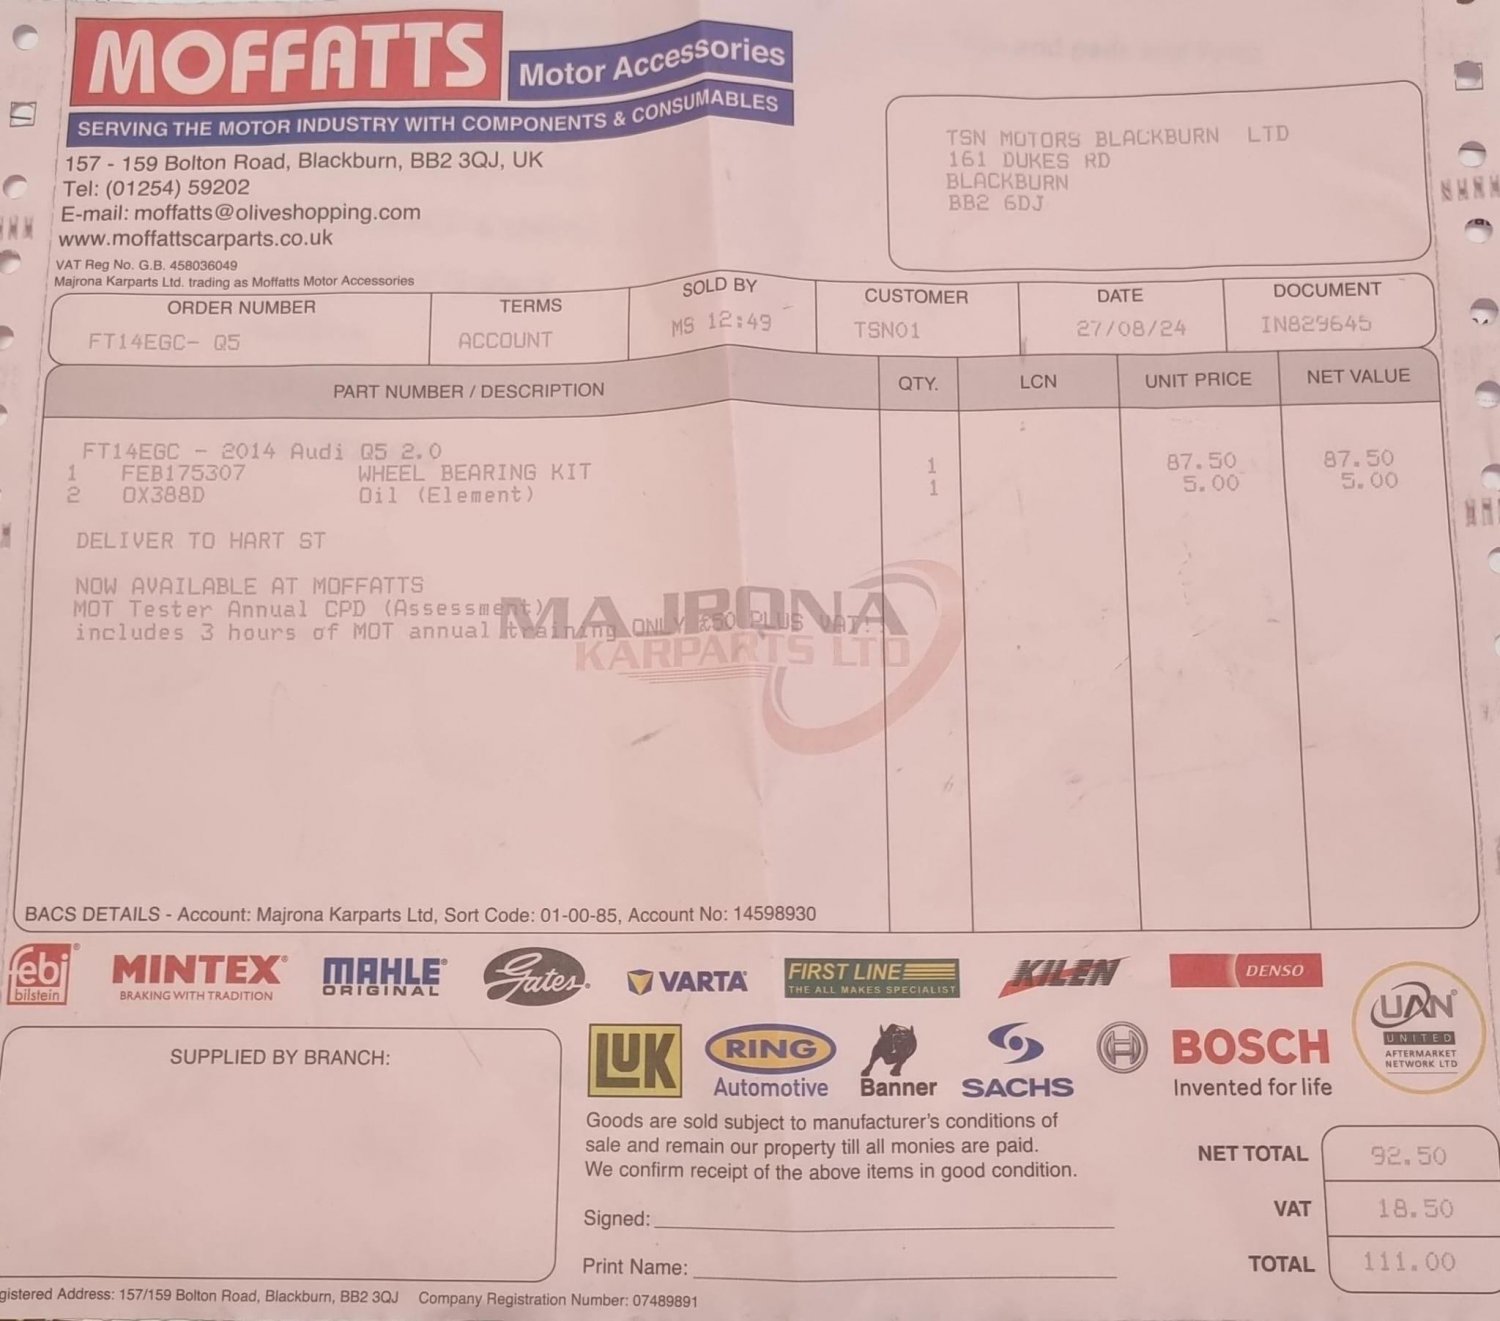 MOFFATTS
Motor Accessories
SERVING THE MOTOR INDUSTRY WITH COMPONENTS & CONSUMABLES
157 - 159 Bolton Road, Blackburn, BB2 3QJ, UK
Tel: (01254) 59202
E-mail: moffatts@oliveshopping.com
www.moffattscarparts.co.uk
VAT Reg No. G.B. 458036049
Majrona Karparts Ltd. trading as Moffatts Motor Accessories
TSN MOTORS BLACKBURN LTD
161 DUKES RD
BLACKBURN
BB2 6DJ
ORDER NUMBER TERMS SOLD BY CUSTOMER DATE DOCUMENT
FT14EGC- Q5 ACCOUNT MS 12:49 TSN01 27/08/24 IN829645
PART NUMBER / DESCRIPTION QTY. LCN UNIT PRICE NET VALUE
FT14EGC - 2014 Audi Q5 2.0
1 FEB175307 WHEEL BEARING KIT 1 87.50 87.50
2 OX388D Oil (Element) 1 5.00 5.00
DELIVER TO HART ST
NOW AVAILABLE AT MOFFATTS
MOT Tester Annual CPD (Assessment)
includes 3 hours of MOT annual training ONLY £50 PLUS VAT!
MAJRONA
KARPARTS LTD
BACS DETAILS - Account: Majrona Karparts Ltd, Sort Code: 01-00-85, Account No: 14598930
febi
bilstein
MINTEX
BRAKING WITH TRADITION
MAHLE
ORIGINAL
Gates
VARTA
FIRST LINE
THE ALL MAKES SPECIALIST
KILEN
DENSO
UAN
UNITED
AFTERMARKET
NETWORK LTD
LUK
RING
Automotive
Banner
SACHS
BOSCH
Invented for life
SUPPLIED BY BRANCH:
Goods are sold subject to manufacturer's conditions of
sale and remain our property till all monies are paid.
We confirm receipt of the above items in good condition.
Signed:
Print Name:
NET TOTAL 92.50
VAT 18.50
TOTAL 111.00
gistered Address: 157/159 Bolton Road, Blackburn, BB2 3QJ Company Registration Number: 07489891